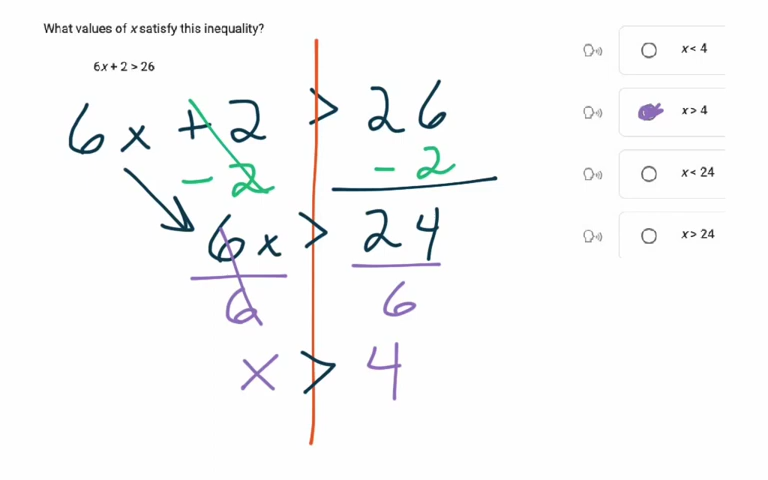 What values of x satisfy this inequality?
6x + 2 > 26
6x + 2 > 26
- 2 - 2
6x > 24
6 6
x > 4
x < 4
x > 4
x < 24
x > 24